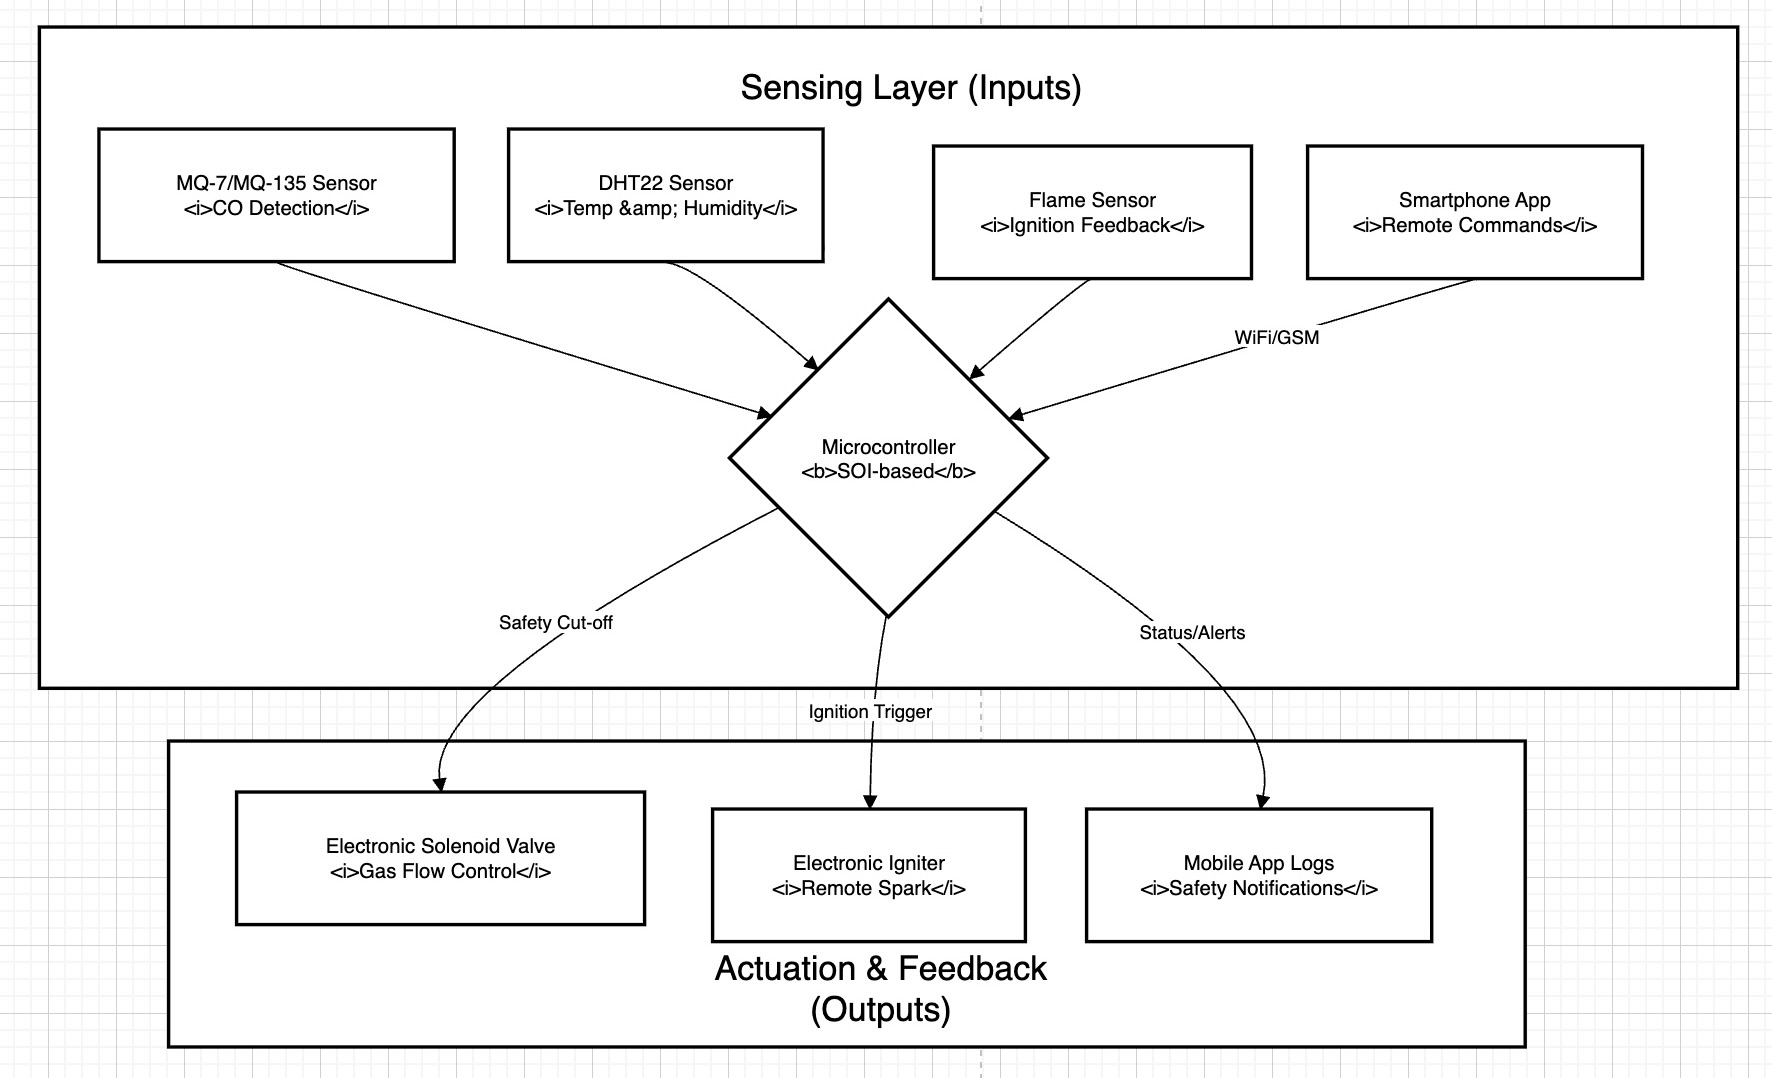 Sensing Layer (Inputs)
MQ-7/MQ-135 Sensor
<i>CO Detection</i>
DHT22 Sensor
<i>Temp &amp; Humidity</i>
Flame Sensor
<i>Ignition Feedback</i>
Smartphone App
<i>Remote Commands</i>
WiFi/GSM
Microcontroller
<b>SOI-based</b>
Safety Cut-off
Status/Alerts
Ignition Trigger
Electronic Solenoid Valve
<i>Gas Flow Control</i>
Electronic Igniter
<i>Remote Spark</i>
Mobile App Logs
<i>Safety Notifications</i>
Actuation & Feedback
(Outputs)